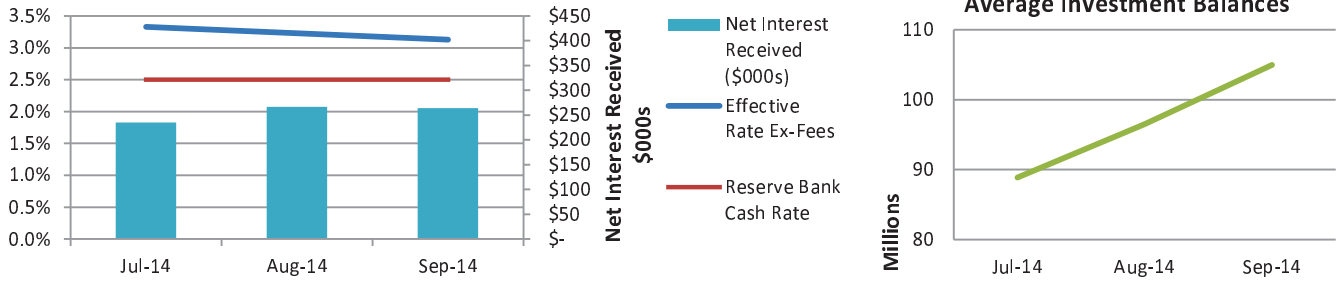 3.5%
3.0%
2.5%
2.0%
1.5%
1.0%
0.5%
0.0%
Jul-14
Aug-14
Sep-14
$450
$400
$350
$300
$250
$200
$150
$100
$50
$-
Net Interest Received
$000s
Net Interest
Received
($000s)
Effective
Rate Ex-Fees
Reserve Bank
Cash Rate
Average Investment Balances
110
100
90
80
Millions
Jul-14
Aug-14
Sep-14